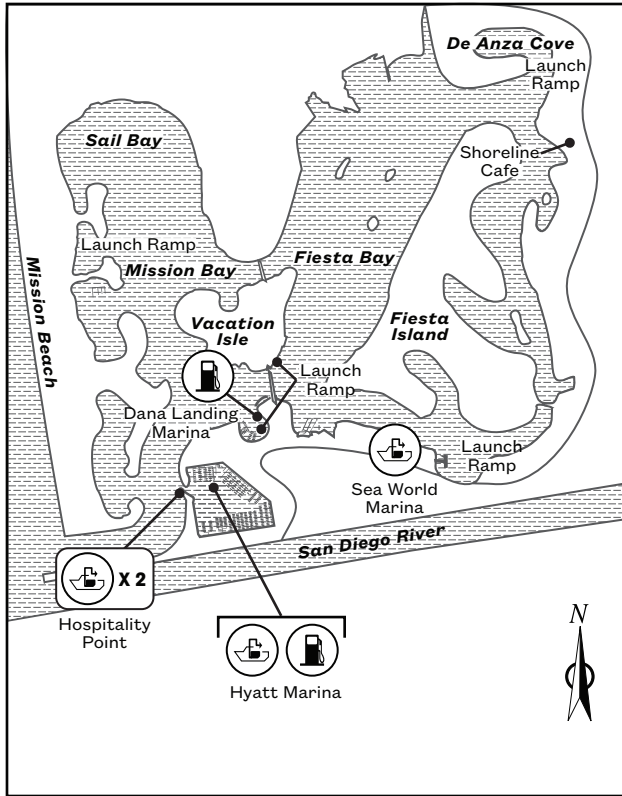 De Anza Cove
Launch
Ramp
Sail Bay
Shoreline
Cafe
Launch Ramp
Mission Bay
Fiesta Bay
Mission Beach
Vacation
Isle
Fiesta
Island
Launch
Ramp
Dana Landing
Marina
Launch
Ramp
Sea World
Marina
San Diego River
X 2
Hospitality
Point
Hyatt Marina
N